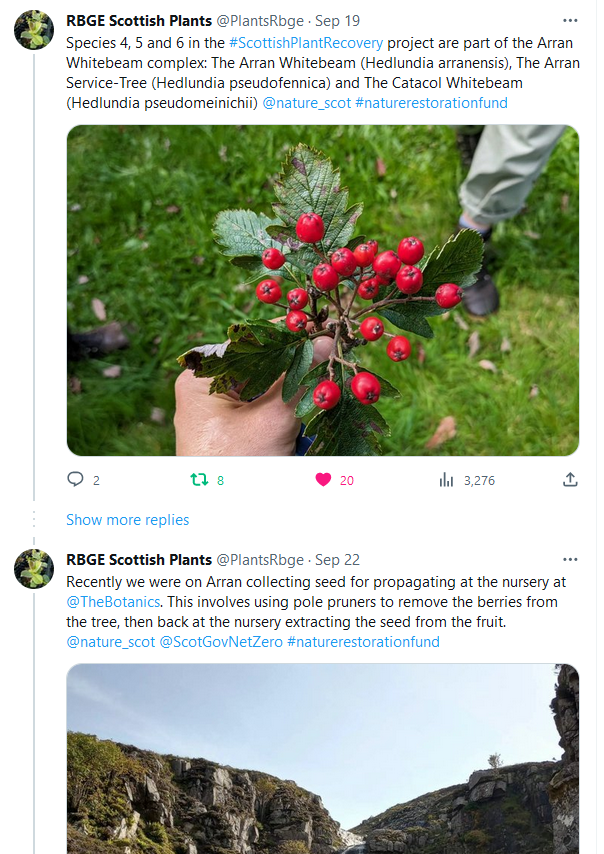 RBGE Scottish Plants @PlantsRbge · Sep 19
Species 4, 5 and 6 in the #ScottishPlantRecovery project are part of the Arran
Whitebeam complex: The Arran Whitebeam (Hedlundia arranensis), The Arran
Service-Tree (Hedlundia pseudofennica) and The Catacol Whitebeam
(Hedlundia pseudomeinichii) @nature_scot #naturerestorationfund
2 8 20 3,276
Show more replies
RBGE Scottish Plants @PlantsRbge · Sep 22
Recently we were on Arran collecting seed for propagating at the nursery at
@TheBotanics. This involves using pole pruners to remove the berries from
the tree, then back at the nursery extracting the seed from the fruit.
@nature_scot @ScotGovNetZero #naturerestorationfund